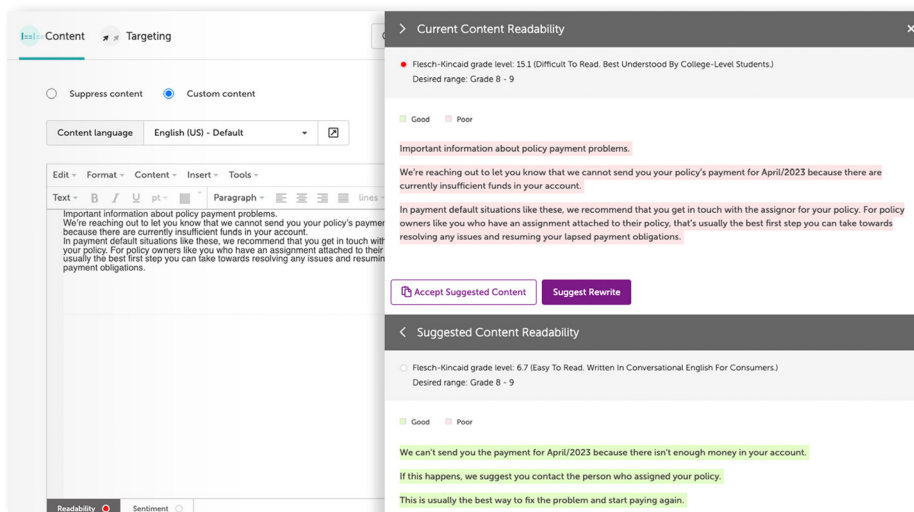 Content
Targeting
Suppress content
Custom content
Content language
English (US) - Default
Edit
Format
Content
Insert
Tools
Text
B
I
U
pt
Paragraph
lines
Important information about policy payment problems.
We're reaching out to let you know that we cannot send you your policy's paymen
because there are currently insufficient funds in your account.
In payment default situations like these, we recommend that you get in touch with
your policy. For policy owners like you who have an assignment attached to their
usually the best first step you can take towards resolving any issues and resumin
payment obligations.
Readability
Sentiment
Current Content Readability
Flesch-Kincaid grade level: 15.1 (Difficult To Read. Best Understood By College-Level Students.)
Desired range: Grade 8 - 9
Good
Poor
Important information about policy payment problems.
We're reaching out to let you know that we cannot send you your policy's payment for April/2023 because there are
currently insufficient funds in your account.
In payment default situations like these, we recommend that you get in touch with the assignor for your policy. For policy
owners like you who have an assignment attached to their policy, that's usually the best first step you can take towards
resolving any issues and resuming your lapsed payment obligations.
Accept Suggested Content
Suggest Rewrite
Suggested Content Readability
Flesch-Kincaid grade level: 6.7 (Easy To Read. Written In Conversational English For Consumers.)
Desired range: Grade 8 - 9
Good
Poor
We can't send you the payment for April/2023 because there isn't enough money in your account.
If this happens, we suggest you contact the person who assigned your policy.
This is usually the best way to fix the problem and start paying again.